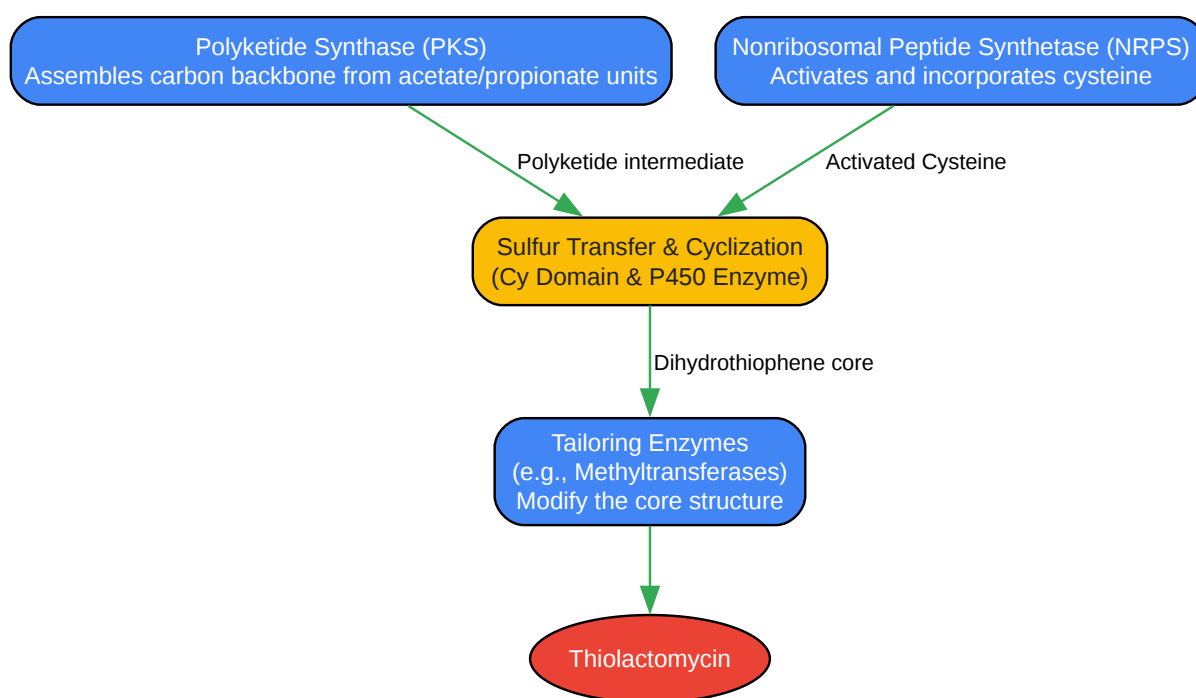 Polyketide Synthase (PKS)
Assembles carbon backbone from acetate/propionate units
Nonribosomal Peptide Synthetase (NRPS)
Activates and incorporates cysteine
Polyketide intermediate
Activated Cysteine
Sulfur Transfer & Cyclization
(Cy Domain & P450 Enzyme)
Dihydrothiophene core
Tailoring Enzymes
(e.g., Methyltransferases)
Modify the core structure
Thiolactomycin